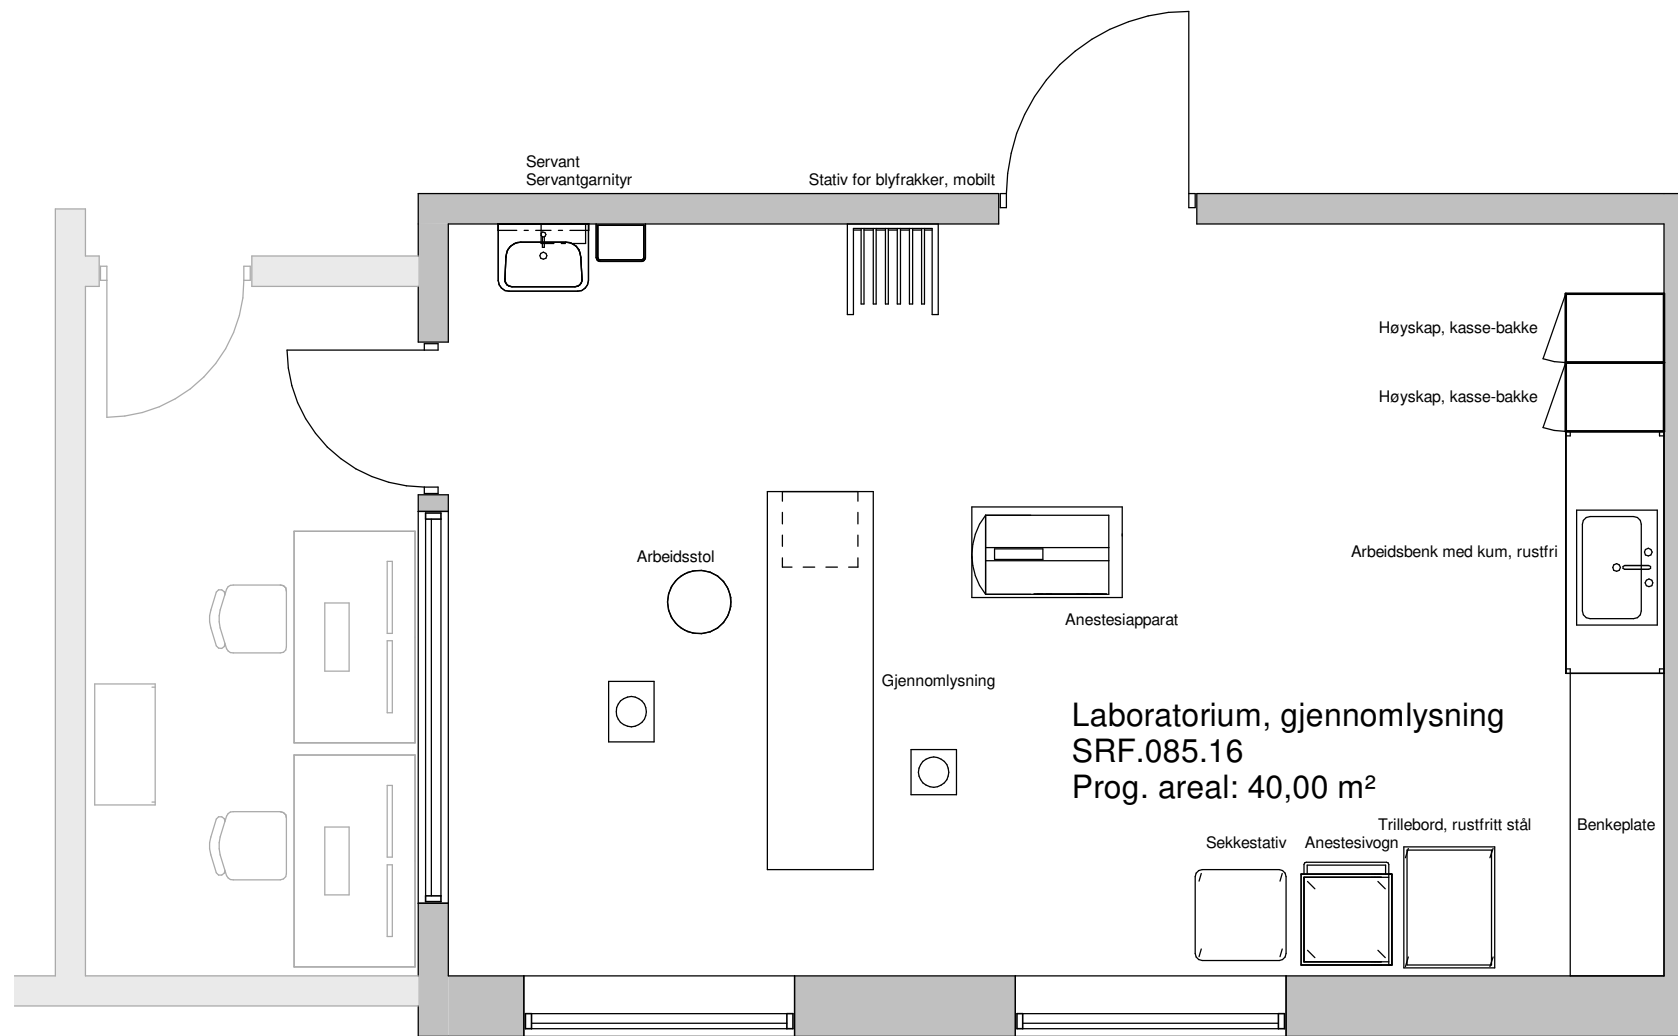 Servant
Servantgarnityr
Stativ for blyfrakker, mobilt
Høyskap, kasse-bakke
Høyskap, kasse-bakke
Arbeidsstol
Arbeidsbenk med kum, rustfri
Anestesiapparat
Gjennomlysning
Laboratorium, gjennomlysning
SRF.085.16
Prog. areal: 40,00 m²
Trillebord, rustfritt stål
Benkeplate
Sekkestativ
Anestesivogn